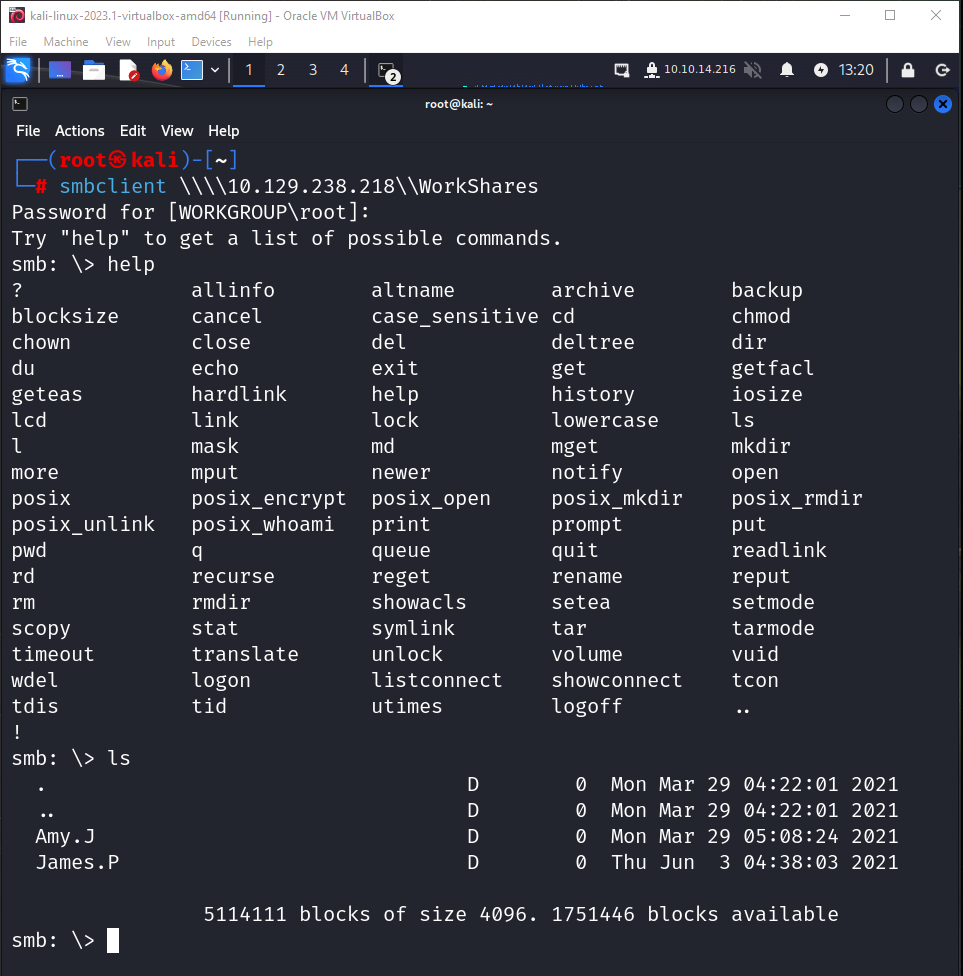 kali-linux-2023.1-virtualbox-amd64 [Running] - Oracle VM VirtualBox
File Machine View Input Devices Help
1 2 3 4 2 10.10.14.216 13:20
root@kali: ~
File Actions Edit View Help
┌──(root㉿kali)-[~]
└─# smbclient \\\\10.129.238.218\\WorkShares
Password for [WORKGROUP\root]:
Try "help" to get a list of possible commands.
smb: \> help
? allinfo altname archive backup
blocksize cancel case_sensitive cd chmod
chown close del deltree dir
du echo exit get getfacl
geteas hardlink help history iosize
lcd link lock lowercase ls
l mask md mget mkdir
more mput newer notify open
posix posix_encrypt posix_open posix_mkdir posix_rmdir
posix_unlink posix_whoami print prompt put
pwd q queue quit readlink
rd recurse reget rename reput
rm rmdir showacls setea setmode
scopy stat symlink tar tarmode
timeout translate unlock volume vuid
wdel logon listconnect showconnect tcon
tdis tid utimes logoff ..
!
smb: \> ls
. D 0 Mon Mar 29 04:22:01 2021
.. D 0 Mon Mar 29 04:22:01 2021
Amy.J D 0 Mon Mar 29 05:08:24 2021
James.P D 0 Thu Jun 3 04:38:03 2021
5114111 blocks of size 4096. 1751446 blocks available
smb: \>